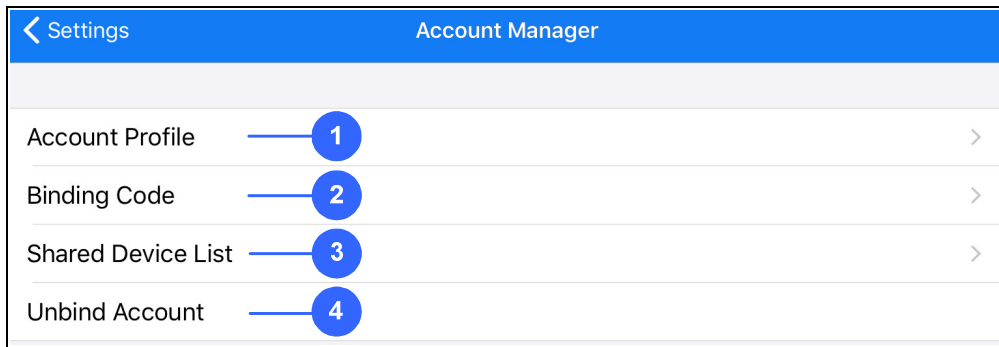 Settings Account Manager
Account Profile 1
Binding Code 2
Shared Device List 3
Unbind Account 4